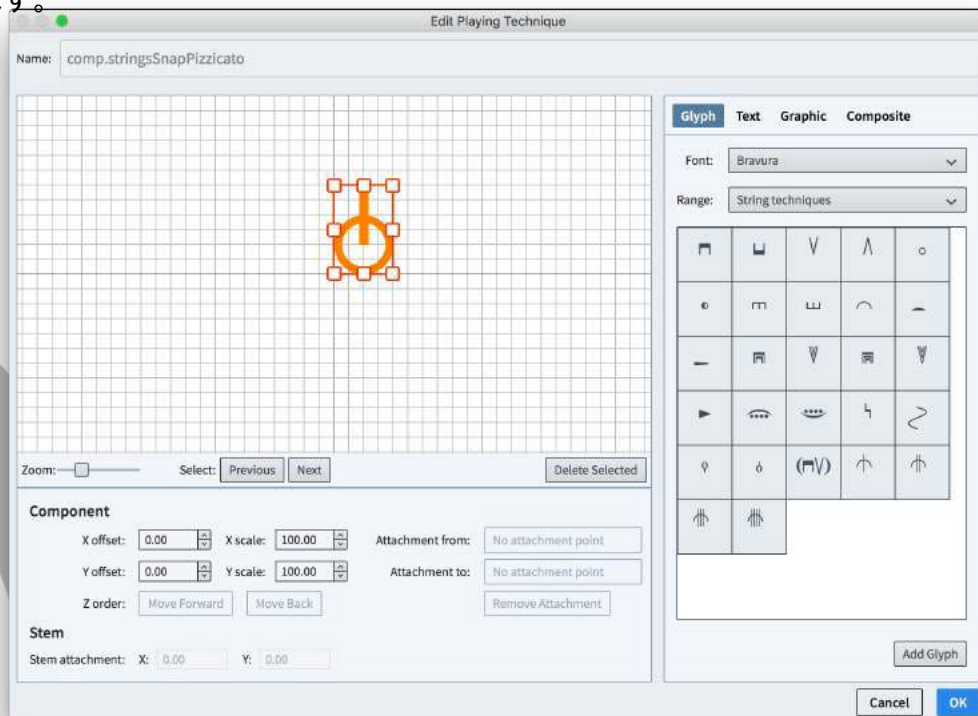 す。
Edit Playing Technique
Name: comp.stringsSnapPizzicato
Glyph Text Graphic Composite
Font: Bravura
Range: String techniques
Zoom: Select: Previous Next Delete Selected
Component
X offset: 0.00 X scale: 100.00 Attachment from: No attachment point
Y offset: 0.00 Y scale: 100.00 Attachment to: No attachment point
Z order: Move Forward Move Back Remove Attachment
Stem
Stem attachment: X: 0.00 Y: 0.00
Add Glyph
Cancel OK